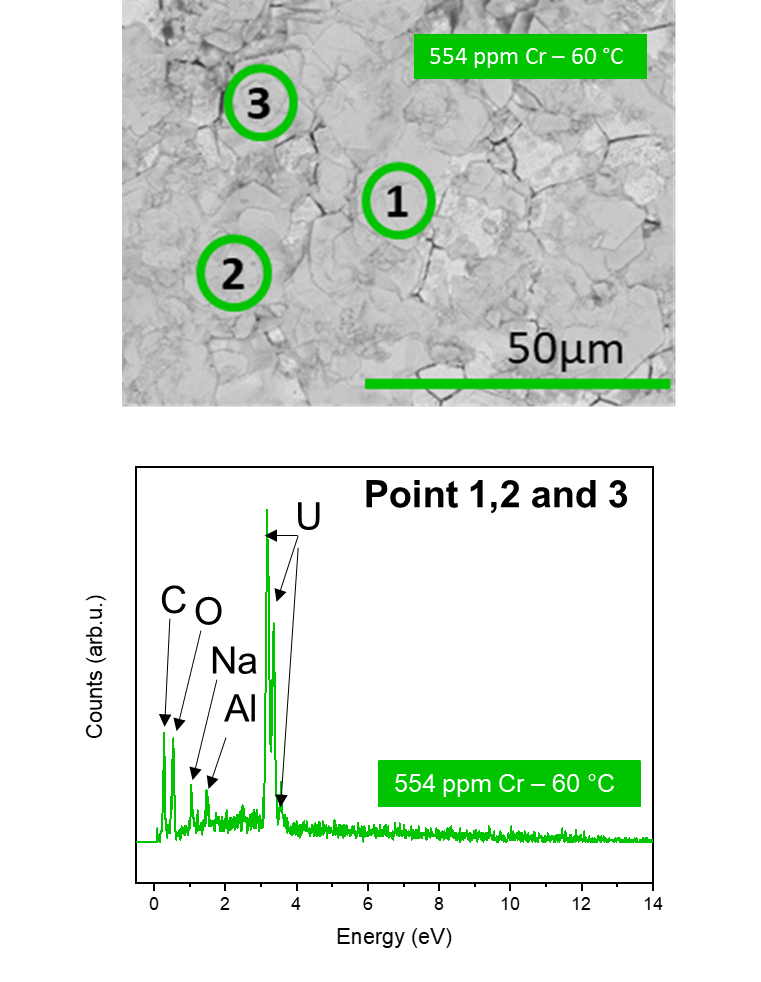 554 ppm Cr – 60 °C
3
1
2
50µm
Point 1,2 and 3
U
C O
Na
Al
Counts (arb.u.)
554 ppm Cr – 60 °C
0 2 4 6 8 10 12 14
Energy (eV)